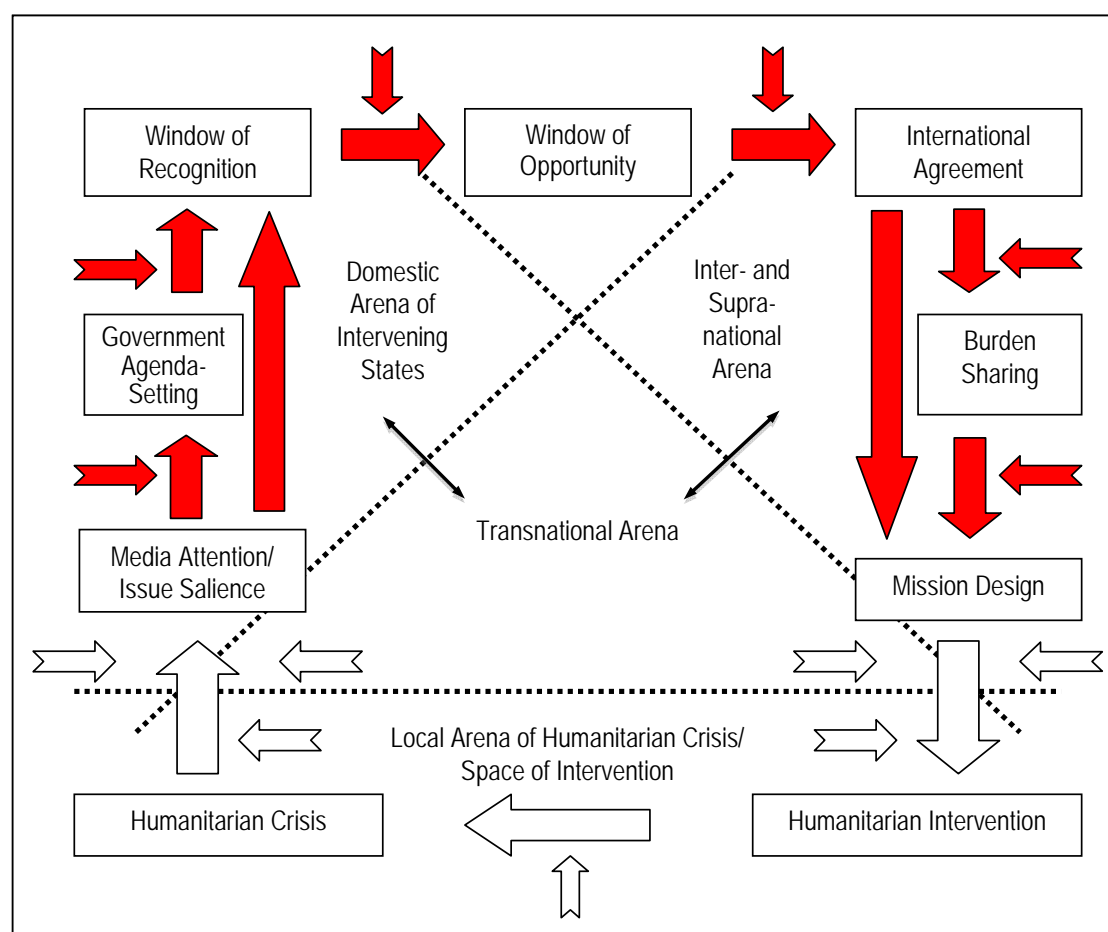 Window of
Recognition
Window of
Opportunity
International
Agreement
Domestic
Arena of
Intervening
States
Inter- and
Supra-
national
Arena
Government
Agenda-
Setting
Burden
Sharing
Transnational Arena
Media Attention/
Issue Salience
Mission Design
Local Arena of Humanitarian Crisis/
Space of Intervention
Humanitarian Crisis
Humanitarian Intervention